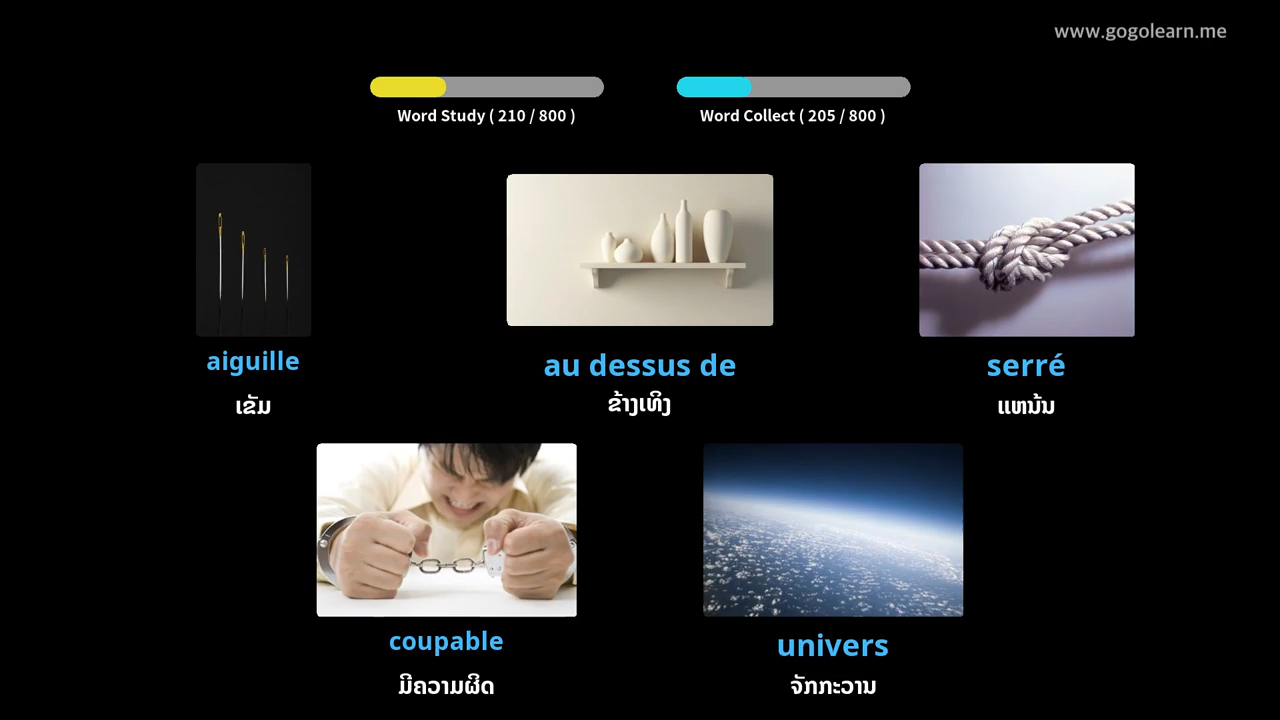 www.gogolearn.me
Word Study ( 210 / 800 )
Word Collect ( 205 / 800 )
aiguille
ເຂັມ
au dessus de
ຂ້າງເທິງ
serré
ແຫນ້ນ
coupable
ມີຄວາມຜິດ
univers
ຈັກກະວານ